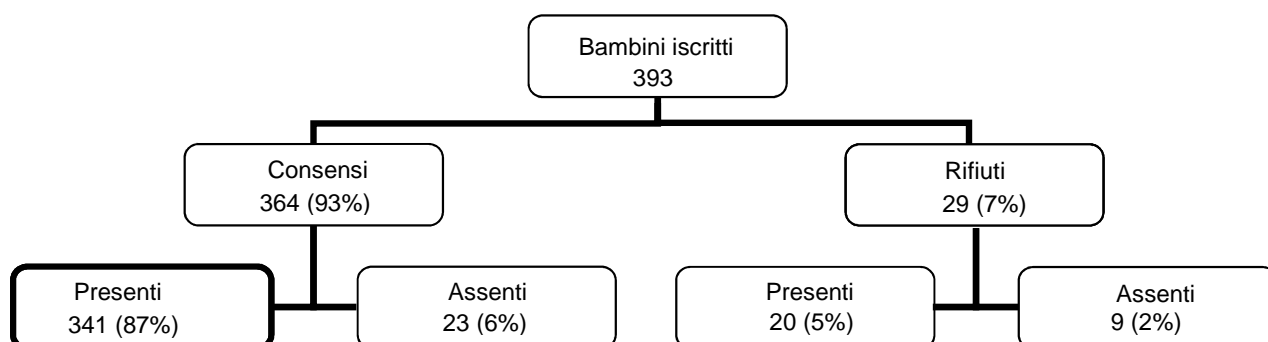 Bambini iscritti
393
Consensi
364 (93%)
Rifiuti
29 (7%)
Presenti
341 (87%)
Assenti
23 (6%)
Presenti
20 (5%)
Assenti
9 (2%)